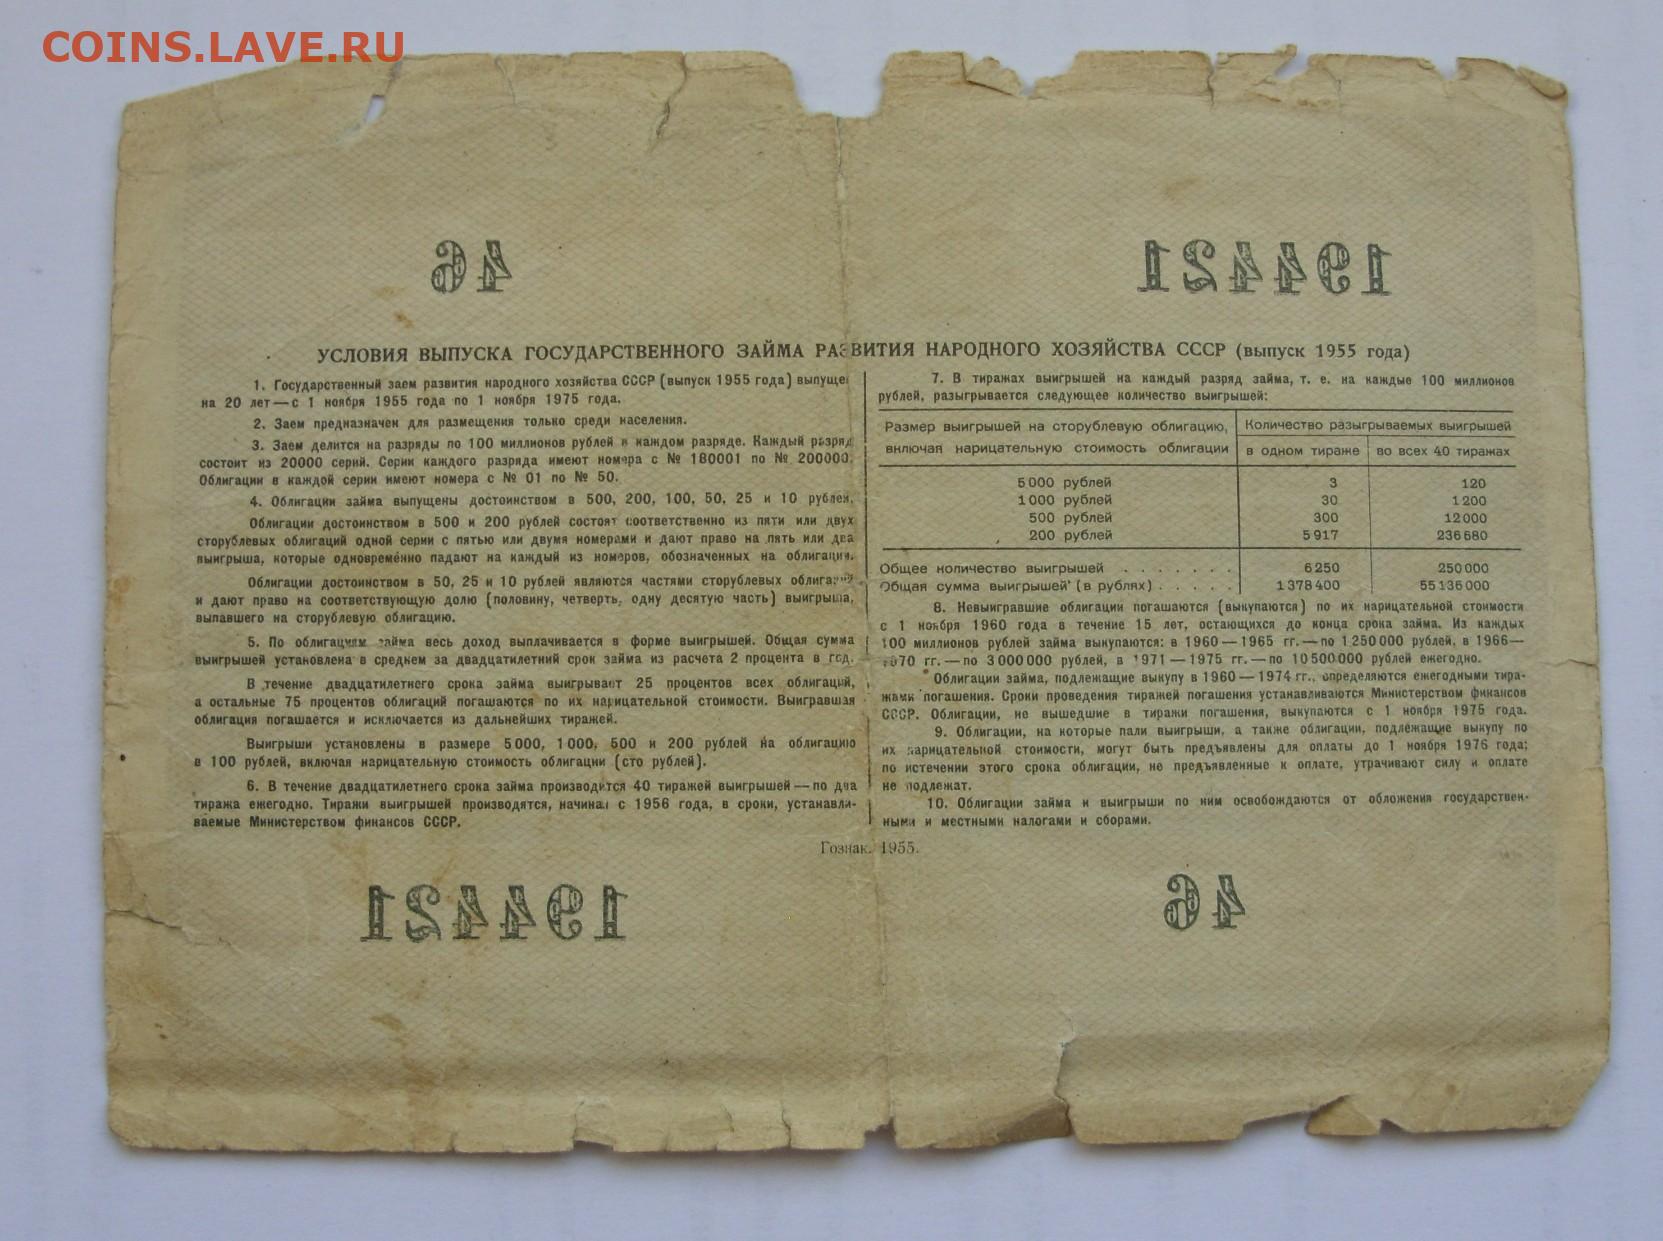 COINS.LAVE.RU
46 194421
УСЛОВИЯ ВЫПУСКА ГОСУДАРСТВЕННОГО ЗАЙМА РАЗВИТИЯ НАРОДНОГО ХОЗЯЙСТВА СССР (выпуск 1955 года)
1. Государственный заем развития народного хозяйства СССР (выпуск 1955 года) выпущен
на 20 лет — с 1 ноября 1955 года по 1 ноября 1975 года.
2. Заем предназначен для размещения только среди населения.
3. Заем делится на разряды по 100 миллионов рублей в каждом разряде. Каждый разряд
состоит из 20000 серий. Серии каждого разряда имеют номера с № 180001 по № 200000.
Облигации в каждой серии имеют номера с № 01 по № 50.
4. Облигации займа выпущены достоинством в 500, 200, 100, 50, 25 и 10 рублей.
Облигации достоинством в 500 и 200 рублей состоят соответственно из пяти или двух
сторублевых облигаций одной серии с пятью или двумя номерами и дают право на пять или два
выигрыша, которые одновременно падают на каждый из номеров, обозначенных на облигации.
Облигации достоинством в 50, 25 и 10 рублей являются частями сторублевых облигаций
и дают право на соответствующую долю (половину, четверть, одну десятую часть) выигрыша,
выпавшего на сторублевую облигацию.
5. По облигациям займа весь доход выплачивается в форме выигрышей. Общая сумма
выигрышей установлена в среднем за двадцатилетний срок займа из расчета 2 процента в год.
В течение двадцатилетнего срока займа выигрывает 25 процентов всех облигаций,
а остальные 75 процентов облигаций погашаются по их нарицательной стоимости. Выигравшая
облигация погашается и исключается из дальнейших тиражей.
Выигрыши установлены в размере 5000, 1000, 500 и 200 рублей на облигацию
в 100 рублей, включая нарицательную стоимость облигации (сто рублей).
6. В течение двадцатилетнего срока займа производится 40 тиражей выигрышей — по два
тиража ежегодно. Тиражи выигрышей производятся, начиная с 1956 года, в сроки, устанавли-
ваемые Министерством финансов СССР.
7. В тиражах выигрышей на каждый разряд займа, т. е. на каждые 100 миллионов
рублей, разыгрывается следующее количество выигрышей:
Размер выигрышей на сторублевую облигацию, Количество разыгрываемых выигрышей
включая нарицательную стоимость облигации в одном тираже во всех 40 тиражах
5000 рублей 3 120
1000 рублей 30 1200
500 рублей 300 12000
200 рублей 5917 236680
Общее количество выигрышей . . . . . . . 6250 250000
Общая сумма выигрышей (в рублях) . . . . . 1378400 55136000
8. Невыигравшие облигации погашаются (выкупаются) по их нарицательной стоимости
с 1 ноября 1960 года в течение 15 лет, остающихся до конца срока займа. Из каждых
100 миллионов рублей займа выкупаются: в 1960—1965 гг. — по 1250000 рублей, в 1966—
1970 гг. — по 3000000 рублей, в 1971—1975 гг. — по 10500000 рублей ежегодно.
Облигации займа, подлежащие выкупу в 1960—1974 гг., определяются ежегодными тира-
жами погашения. Сроки проведения тиражей погашения устанавливаются Министерством финансов
СССР. Облигации, не вышедшие в тиражи погашения, выкупаются с 1 ноября 1975 года.
9. Облигации, на которые пали выигрыши, а также облигации, подлежащие выкупу по
их нарицательной стоимости, могут быть предъявлены для оплаты до 1 ноября 1976 года;
по истечении этого срока облигации, не предъявленные к оплате, утрачивают силу и оплате
не подлежат.
10. Облигации займа и выигрыши по ним освобождаются от обложения государствен-
ными и местными налогами и сборами.
Гознак. 1955.
194421 46